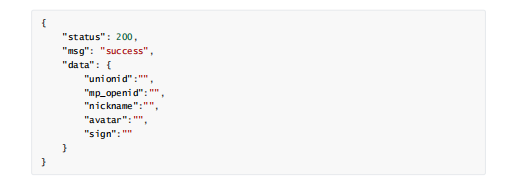 {
    "status": 200,
    "msg": "success",
    "data": {
        "unionid":"",
        "mp_openid":"",
        "nickname":"",
        "avatar":"",
        "sign":""
    }
}